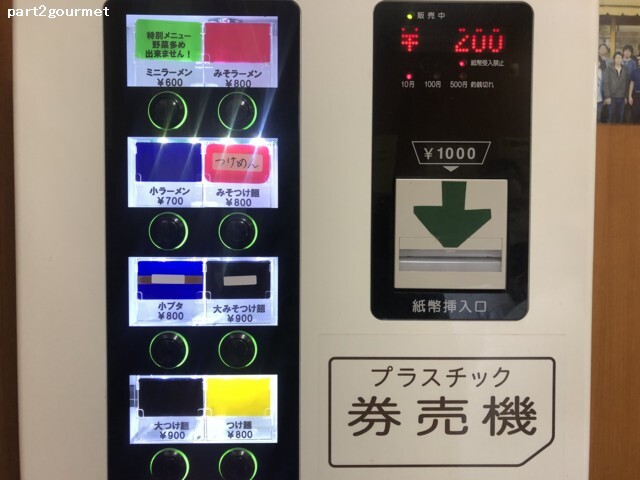 part2gourmet
特別メニュー
野菜多め
出来ません！
ミニラーメン
￥600
みそラーメン
￥800
小ラーメン
￥700
つけめん
みそつけ麺
￥800
小ブタ
￥800
大みそつけ麺
￥900
大つけ麺
￥900
つけ麺
￥800
販売中
￥ 200
紙幣受入禁止
10円 100円 500円 釣銭切れ
￥1000
紙幣挿入口
プラスチック
券売機